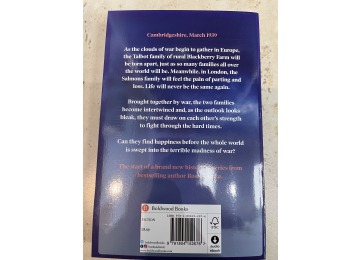 Cambridgeshire, March 1939
As the clouds of war begin to gather in Europe,
the Talbot family of rural Blackberry Farm will
be torn apart, just as so many families all over
the world will be. Meanwhile, in London, the
Salmons family will feel the pain of parting and
loss. Life will never be the same again.
Brought together by war, the two families
become intertwined and, as the outlook looks
bleak, they must draw on each other's strength
to fight through the hard times.
Can they find happiness before the whole world
is swept into the terrible madness of war?
The start of a brand new
from
bestselling author
Boldwood Books
FSC
audio
ebook